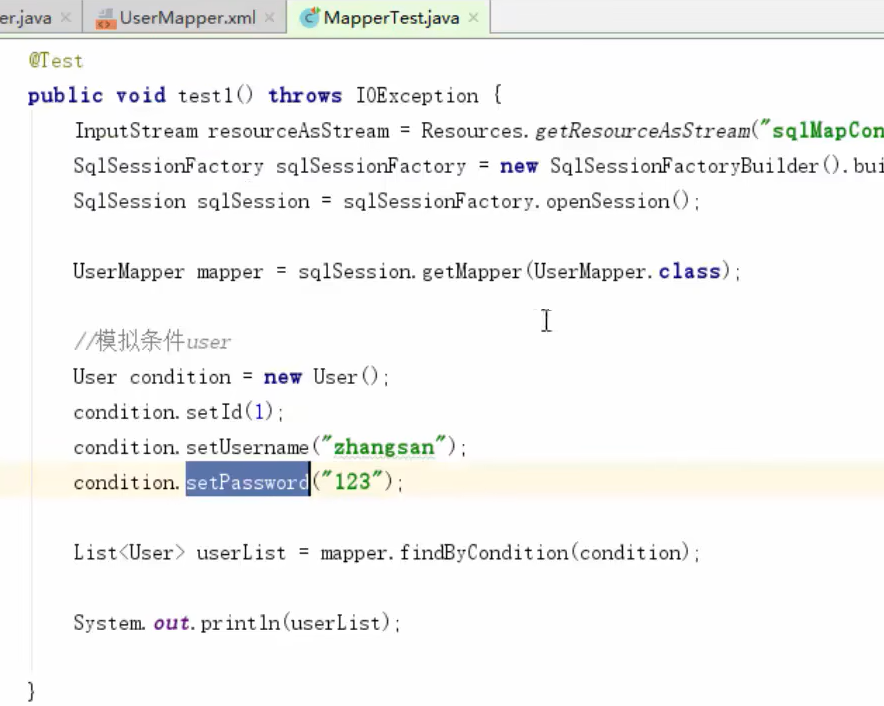 er.java
UserMapper.xml
MapperTest.java
@Test
public void test1() throws IOException {
InputStream resourceAsStream = Resources.getResourceAsStream("sqlMapCon
SqlSessionFactory sqlSessionFactory = new SqlSessionFactoryBuilder().bui
SqlSession sqlSession = sqlSessionFactory.openSession();
UserMapper mapper = sqlSession.getMapper(UserMapper.class);
//模拟条件user
User condition = new User();
condition.setId(1);
condition.setUsername("zhangsan");
condition.setPassword("123");
List<User> userList = mapper.findByCondition(condition);
System.out.println(userList);
}